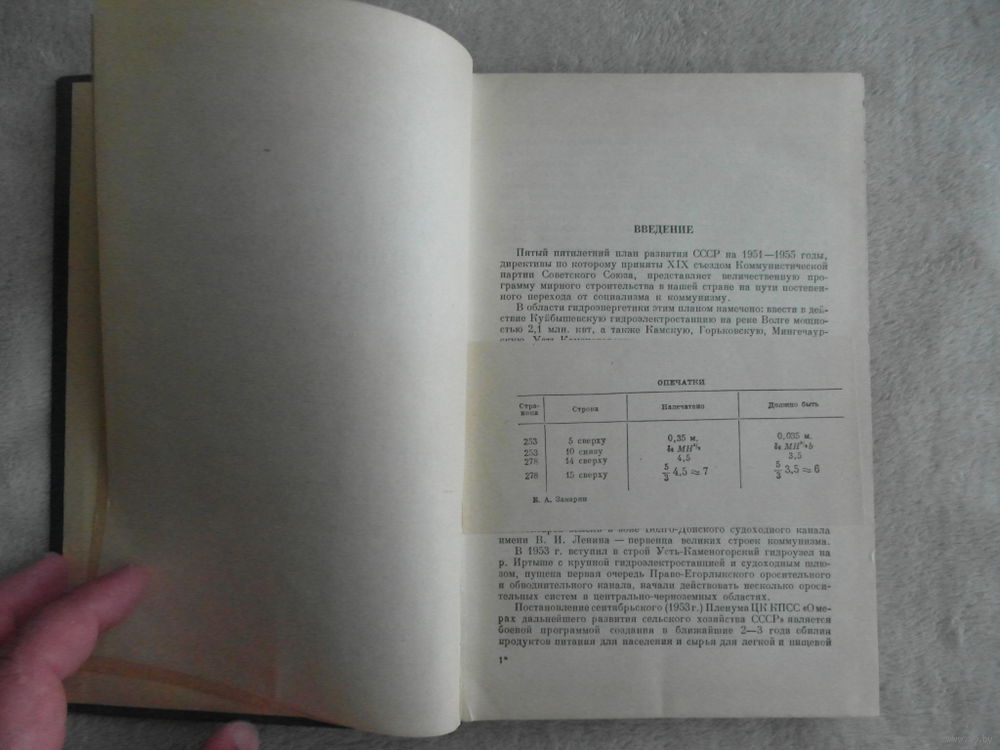 ВВЕДЕНИЕ
Пятый пятилетний план развития СССР на 1951—1955 годы,
директивы по которому приняты XIX съездом Коммунистической
партии Советского Союза, представляет величественную про-
грамму мирного строительства в нашей стране на пути постепен-
ного перехода от социализма к коммунизму.
В области гидроэнергетики этим планом намечено: ввести в дей-
ствие Куйбышевскую гидроэлектростанцию на реке Волге мощно-
стью 2,1 млн. квт, а также Камскую, Горьковскую, Мингечаур-
скую, Усть-Каменогорскую
ОПЕЧАТКИ
Стра-
ница Строка Напечатано Должно быть
253 5 сверху 0,35 м. 0,035 м.
253 10 снизу
278 14 сверху 4,5 3,5
278 15 сверху 5/3 4,5 ≈ 7 5/3 3,5 ≈ 6
Е. А. Замарин
Волго-Донского судоходного канала
имени В. И. Ленина — первенца великих строек коммунизма.
В 1953 г. вступил в строй Усть-Каменогорский гидроузел на
р. Иртыше с крупной гидроэлектростанцией и судоходным шлю-
зом, пущена первая очередь Право-Егорлыкского оросительного
и обводнительного канала, начали действовать несколько ороси-
тельных систем в центрально-черноземных областях.
Постановление сентябрьского (1953 г.) Пленума ЦК КПСС «О ме-
рах дальнейшего развития сельского хозяйства СССР» является
боевой программой создания в ближайшие 2—3 года обилия
продуктов питания для населения и сырья для легкой и пищевой
1*